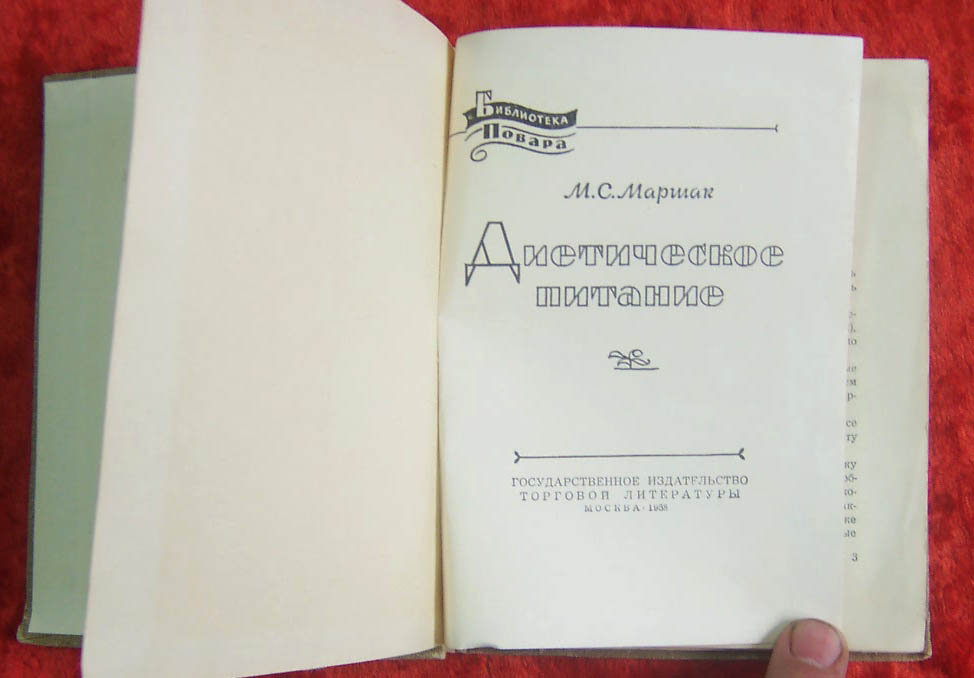 Библиотека
Повара
М.С.Маршак
Диетическое
питание
ГОСУДАРСТВЕННОЕ ИЗДАТЕЛЬСТВО
ТОРГОВОЙ ЛИТЕРАТУРЫ
МОСКВА·1958
3